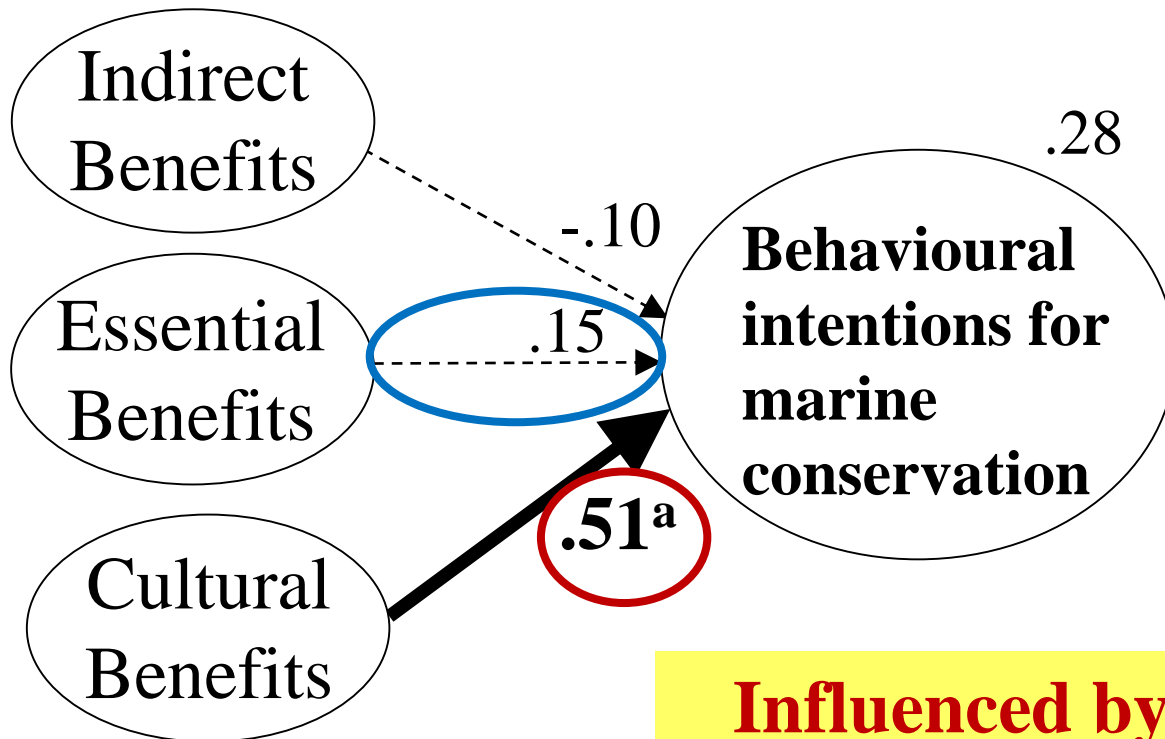 Indirect
Benefits
-.10
.28
Essential
Benefits
.15
Behavioural
intentions for
marine
conservation
.51ᵃ
Cultural
Benefits
Influenced by